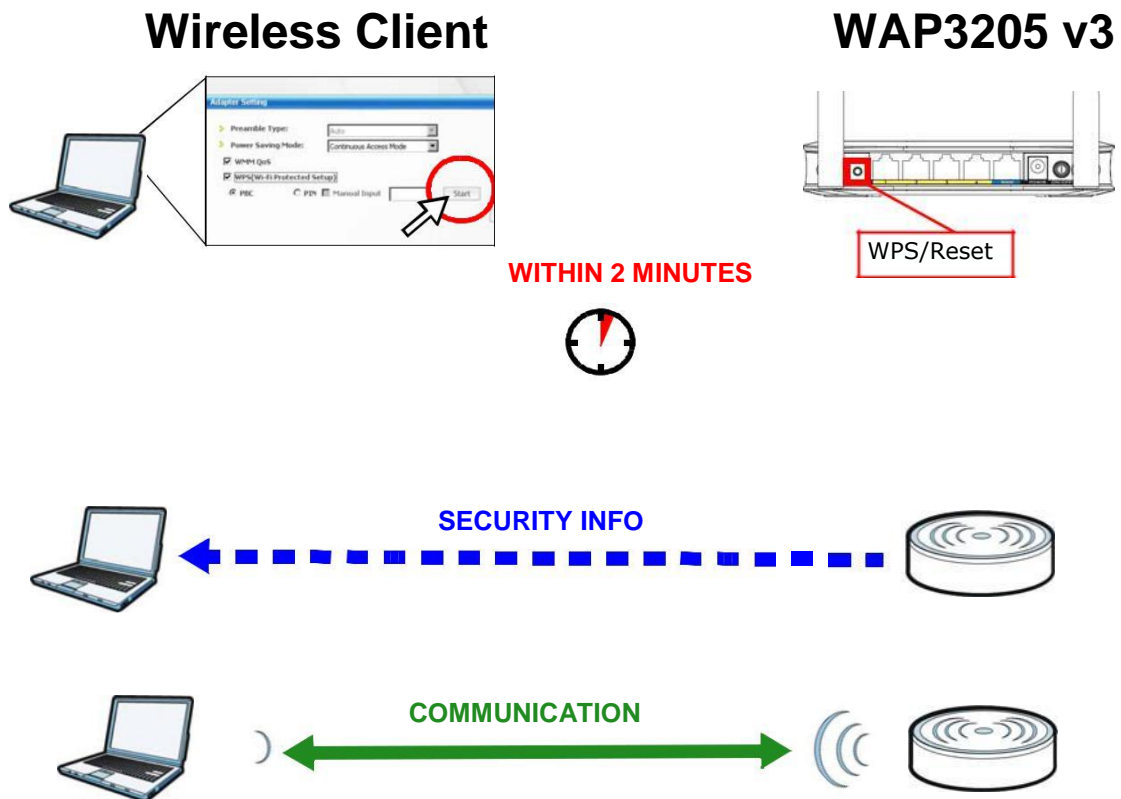 Wireless Client
WAP3205 v3
Adapter Setting
Preamble Type:
Auto
Power Saving Mode:
Continuous Access Mode
WMM QoS
WPS(Wi-Fi Protected Setup)
PBC
PIN
Manual Input
Start
WPS/Reset
WITHIN 2 MINUTES
SECURITY INFO
COMMUNICATION